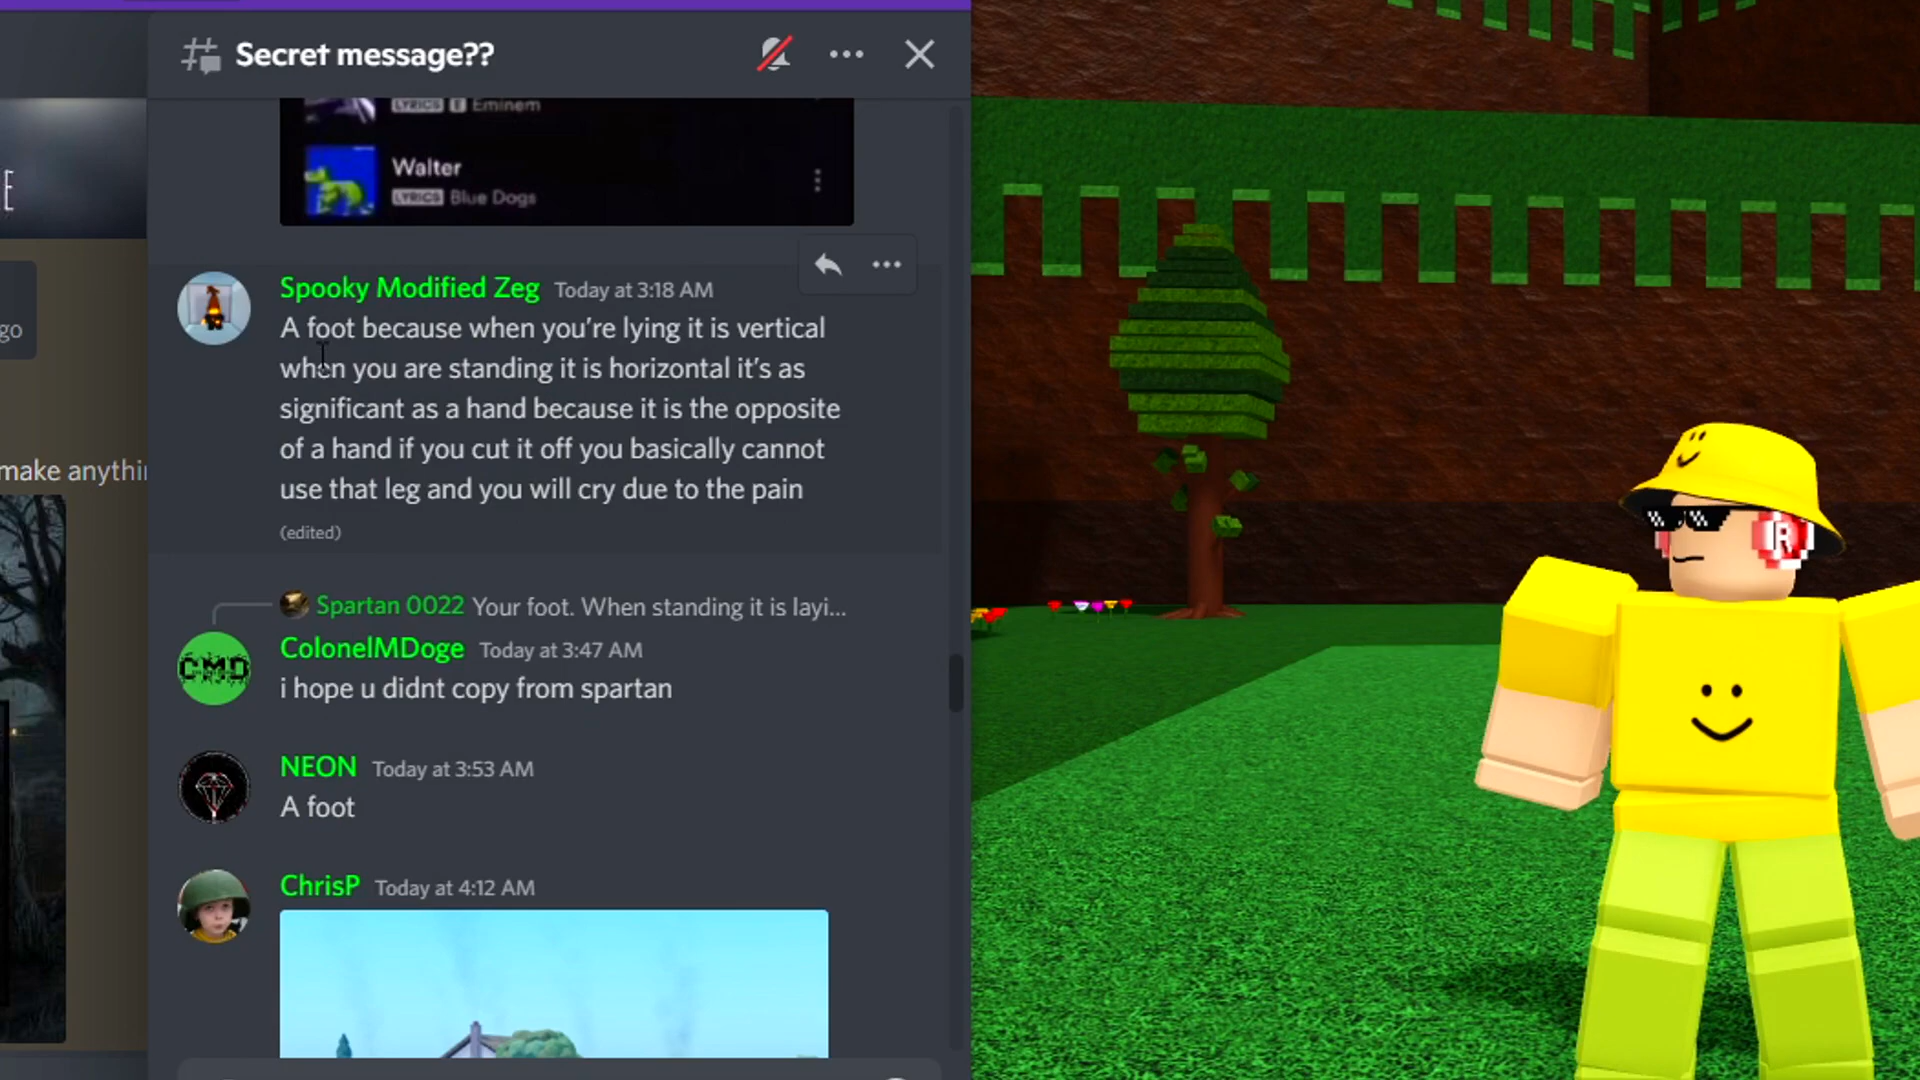 Secret message??
LYRICS E Eminem
Walter
LYRICS Blue Dogs
E
go
make anythi
Spooky Modified Zeg Today at 3:18 AM
A foot because when you're lying it is vertical
when you are standing it is horizontal it's as
significant as a hand because it is the opposite
of a hand if you cut it off you basically cannot
use that leg and you will cry due to the pain
(edited)
Spartan 0022 Your foot. When standing it is layi...
CMD
ColonelMDoge Today at 3:47 AM
i hope u didnt copy from spartan
NEON Today at 3:53 AM
A foot
ChrisP Today at 4:12 AM
R